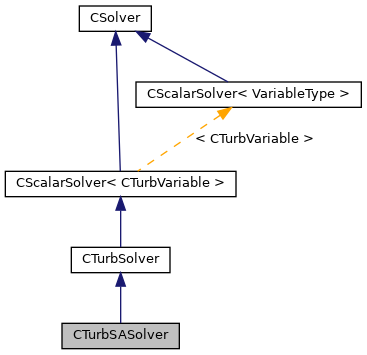 CSolver
CScalarSolver< VariableType >
< CTurbVariable >
CScalarSolver< CTurbVariable >
CTurbSolver
CTurbSASolver